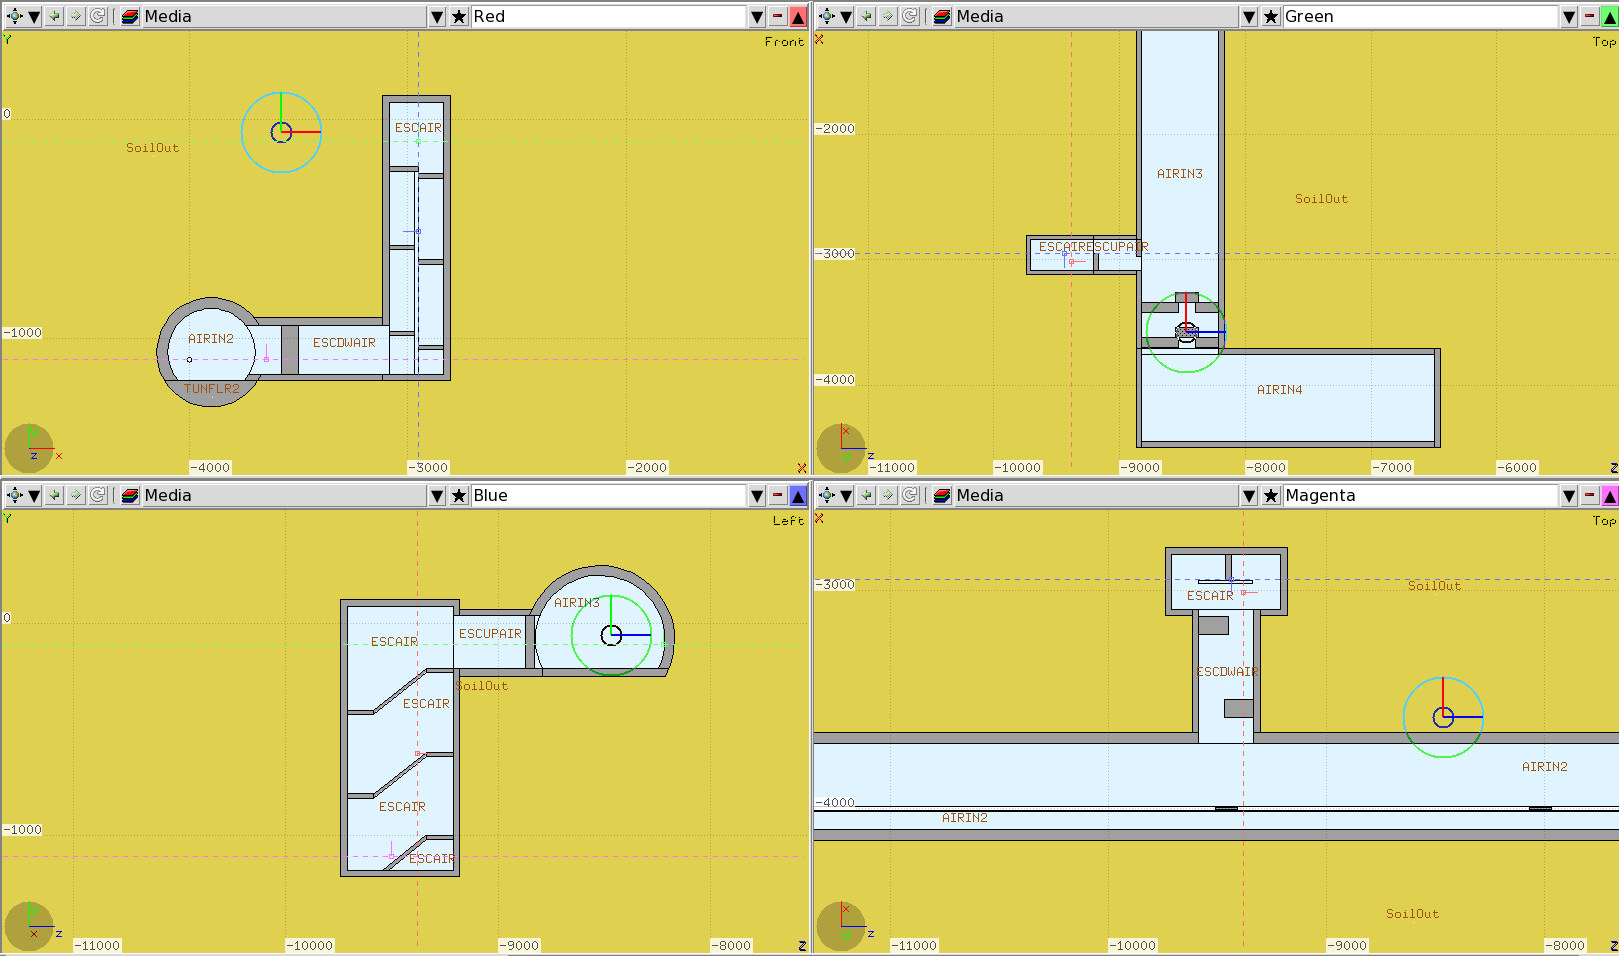 Media Red
Y Front
0
ESCAIR
SoilOut
-1000
AIRIN2
ESCDWAIR
TUNFLR2
z x
-4000 -3000 -2000 X
Media Green
X Top
-2000
AIRIN3
SoilOut
-3000
ESCAIR ESCUPAIR
-4000
AIRIN4
x
z
-11000 -10000 -9000 -8000 -7000 -6000 Z
Media Blue
Y Left
0
AIRIN3
ESCAIR
ESCUPAIR
SoilOut
ESCAIR
ESCAIR
-1000
ESCAIR
x z
-11000 -10000 -9000 -8000 Z
Media Magenta
X Top
-3000
SoilOut
ESCAIR
ESCDWAIR
AIRIN2
-4000
AIRIN2
x
SoilOut
z
-11000 -10000 -9000 -8000 Z